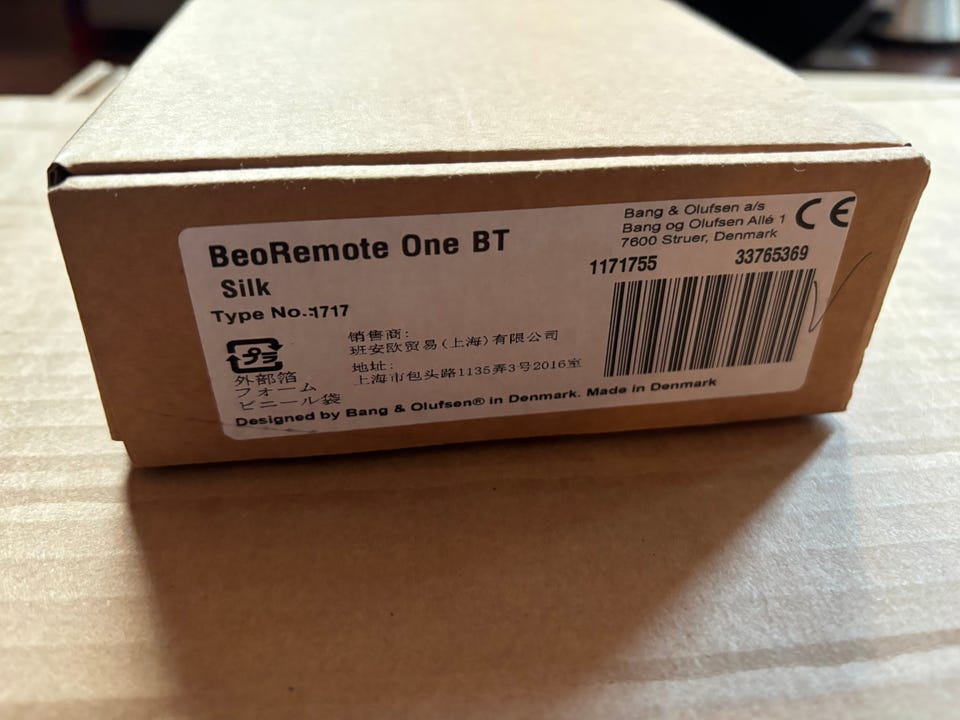 BeoRemote One BT
Silk
Type No.:1717
Bang & Olufsen a/s
Bang og Olufsen Allé 1
7600 Struer, Denmark
CE
1171755 33765369
プラ
外部箔
フォーム
ビニール袋
销售商:
班安欧贸易(上海)有限公司
地址:
上海市包头路1135弄3号2016室
Designed by Bang & Olufsen® in Denmark. Made in Denmark